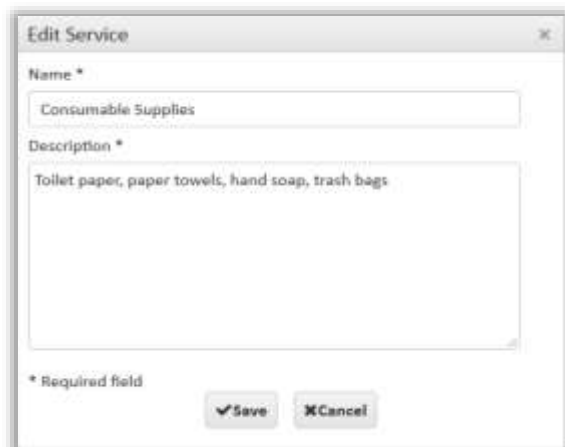 Edit Service
Name *
Consumable Supplies
Description *
Toilet paper, paper towels, hand soap, trash bags
* Required field
✔Save ✖Cancel